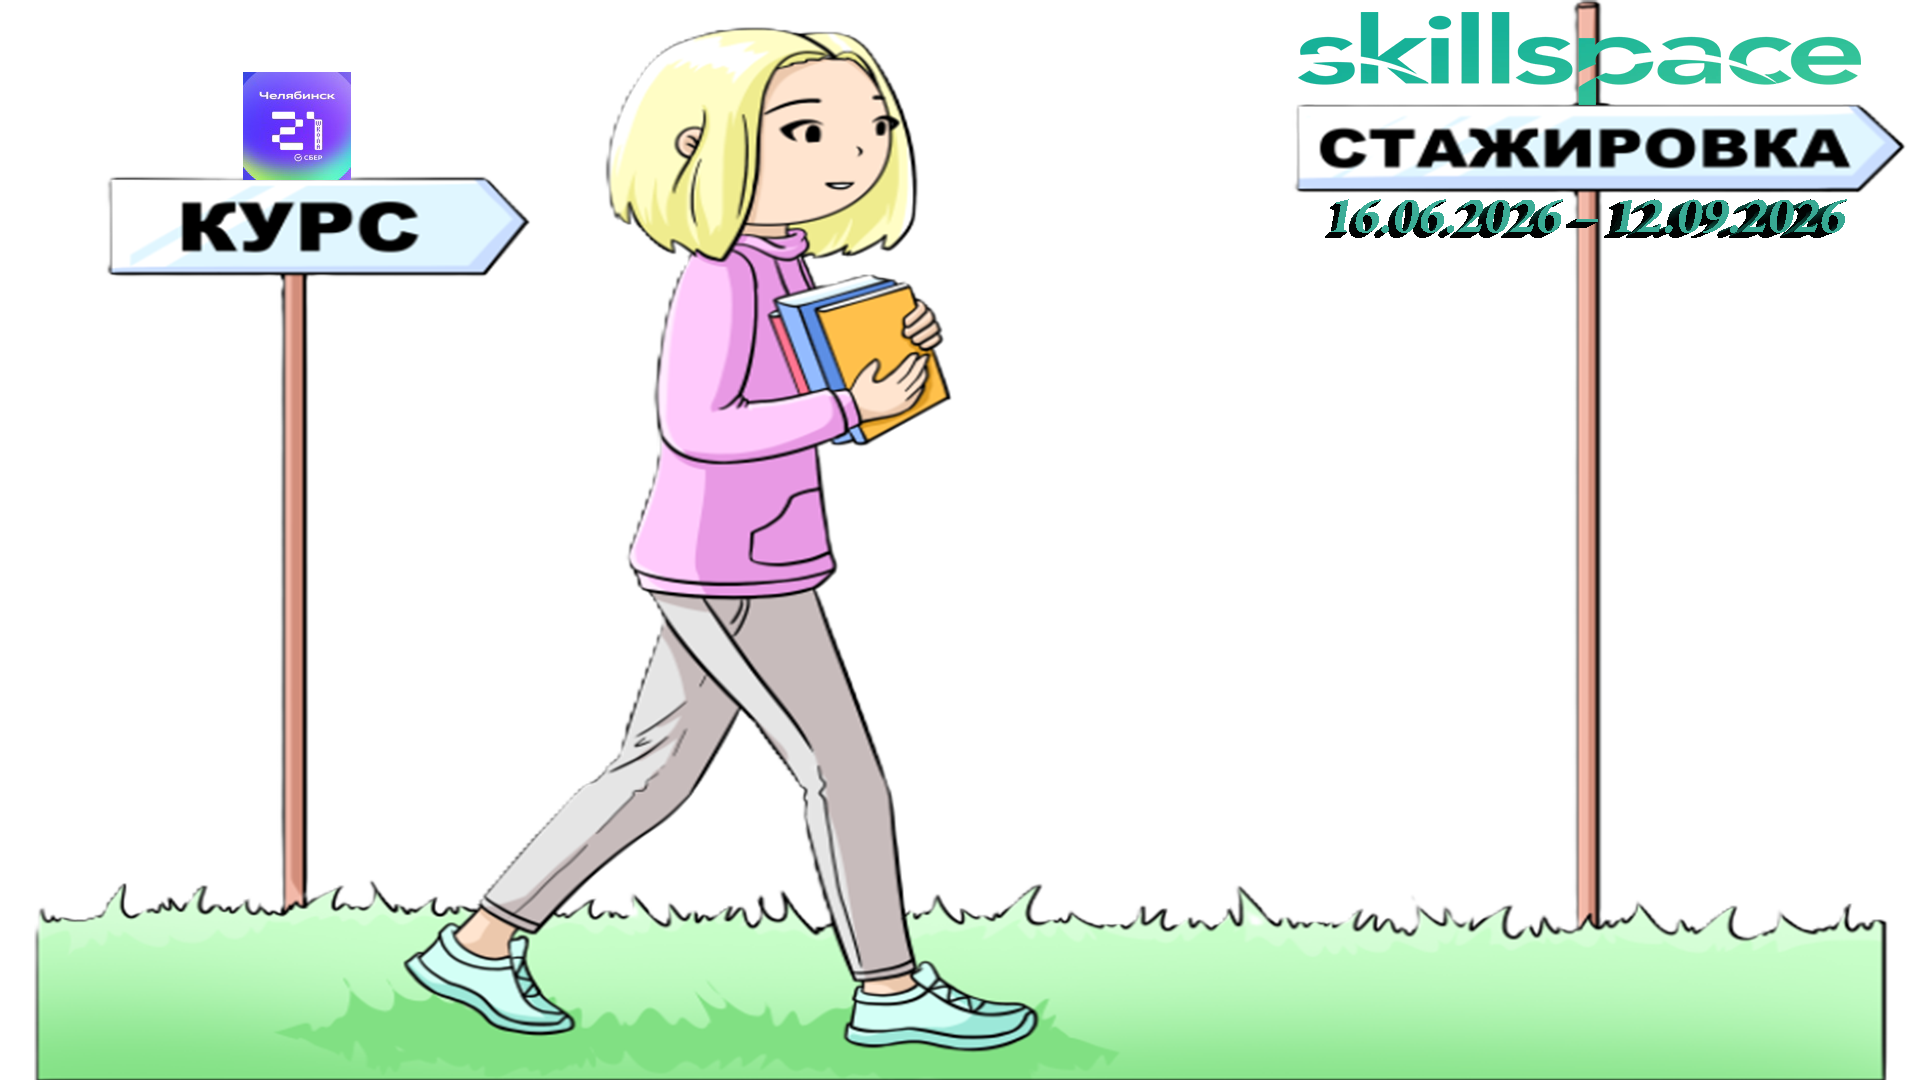 Челябинск
21
ШКОЛА
СБЕР
КУРС
skillspace
СТАЖИРОВКА
16.06.2026 – 12.09.2026